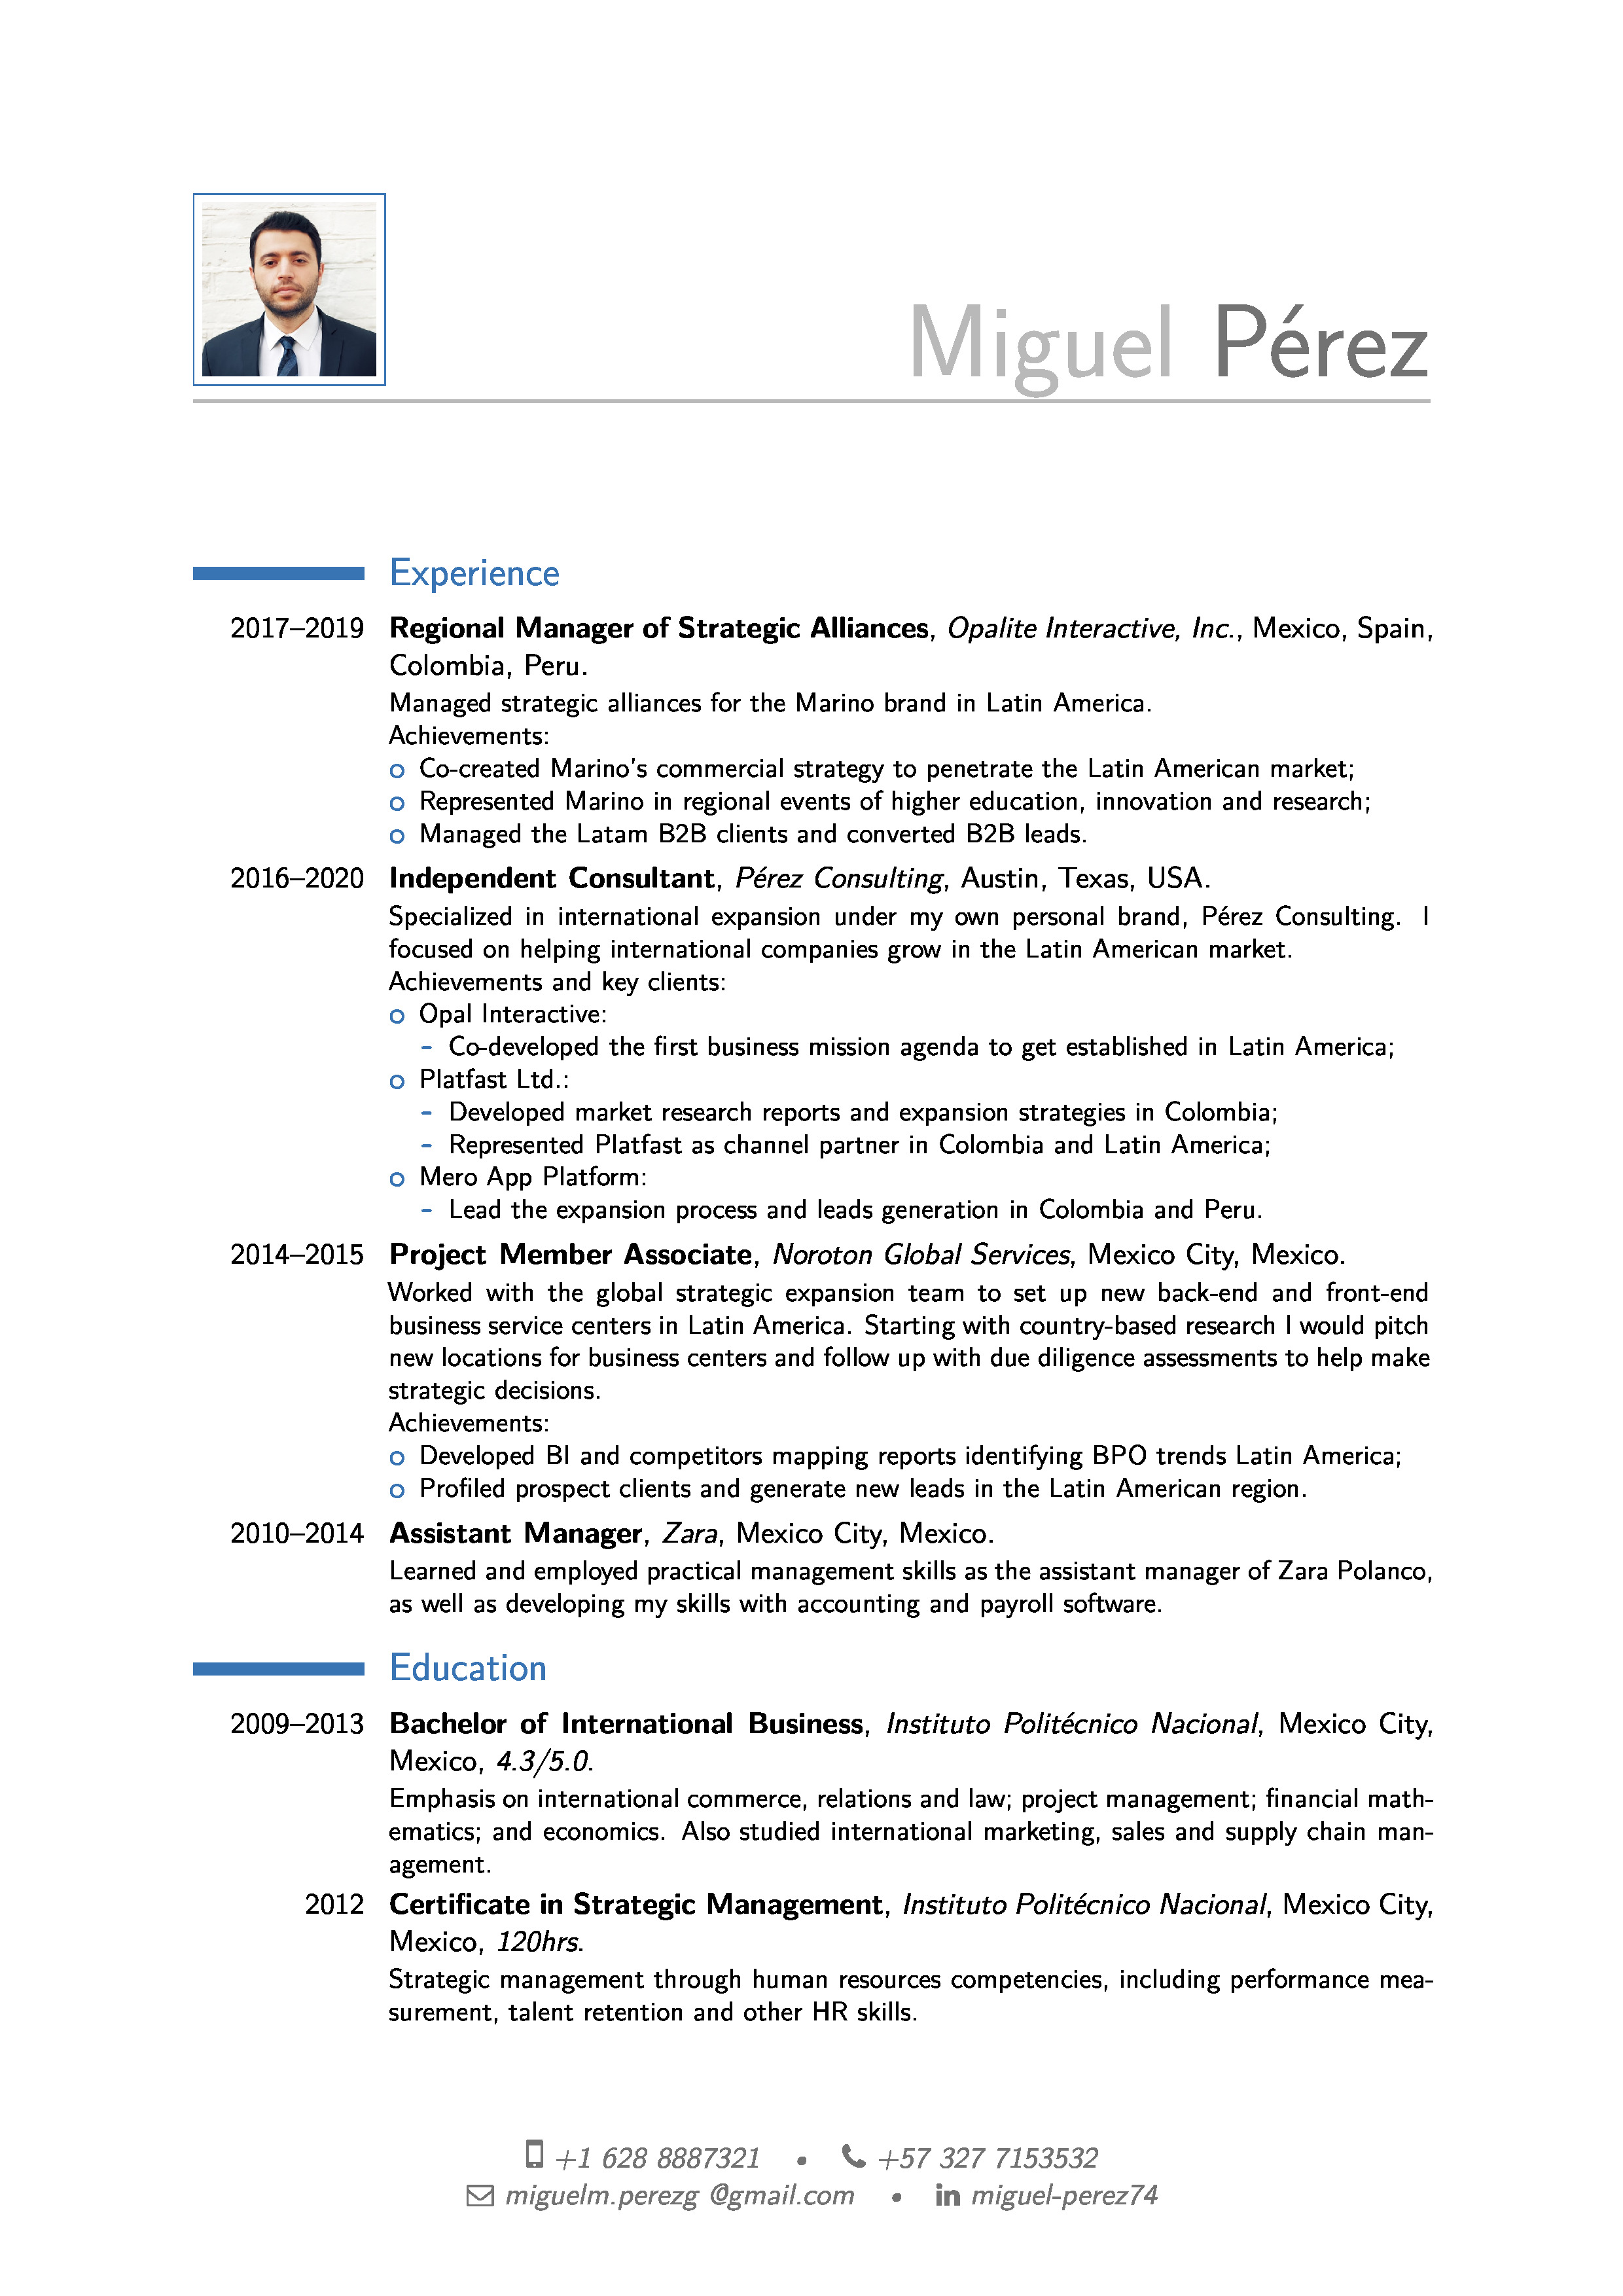 Miguel Pérez
Experience
2017–2019 Regional Manager of Strategic Alliances, Opalite Interactive, Inc., Mexico, Spain,
Colombia, Peru.
Managed strategic alliances for the Marino brand in Latin America.
Achievements:
Co-created Marino's commercial strategy to penetrate the Latin American market;
Represented Marino in regional events of higher education, innovation and research;
Managed the Latam B2B clients and converted B2B leads.
2016–2020 Independent Consultant, Pérez Consulting, Austin, Texas, USA.
Specialized in international expansion under my own personal brand, Pérez Consulting. I
focused on helping international companies grow in the Latin American market.
Achievements and key clients:
Opal Interactive:
- Co-developed the first business mission agenda to get established in Latin America;
Platfast Ltd.:
- Developed market research reports and expansion strategies in Colombia;
- Represented Platfast as channel partner in Colombia and Latin America;
Mero App Platform:
- Lead the expansion process and leads generation in Colombia and Peru.
2014–2015 Project Member Associate, Noroton Global Services, Mexico City, Mexico.
Worked with the global strategic expansion team to set up new back-end and front-end
business service centers in Latin America. Starting with country-based research I would pitch
new locations for business centers and follow up with due diligence assessments to help make
strategic decisions.
Achievements:
Developed BI and competitors mapping reports identifying BPO trends Latin America;
Profiled prospect clients and generate new leads in the Latin American region.
2010–2014 Assistant Manager, Zara, Mexico City, Mexico.
Learned and employed practical management skills as the assistant manager of Zara Polanco,
as well as developing my skills with accounting and payroll software.
Education
2009–2013 Bachelor of International Business, Instituto Politécnico Nacional, Mexico City,
Mexico, 4.3/5.0.
Emphasis on international commerce, relations and law; project management; financial math-
ematics; and economics. Also studied international marketing, sales and supply chain man-
agement.
2012 Certificate in Strategic Management, Instituto Politécnico Nacional, Mexico City,
Mexico, 120hrs.
Strategic management through human resources competencies, including performance mea-
surement, talent retention and other HR skills.
+1 628 8887321 • +57 327 7153532
miguelm.perezg @gmail.com • in miguel-perez74